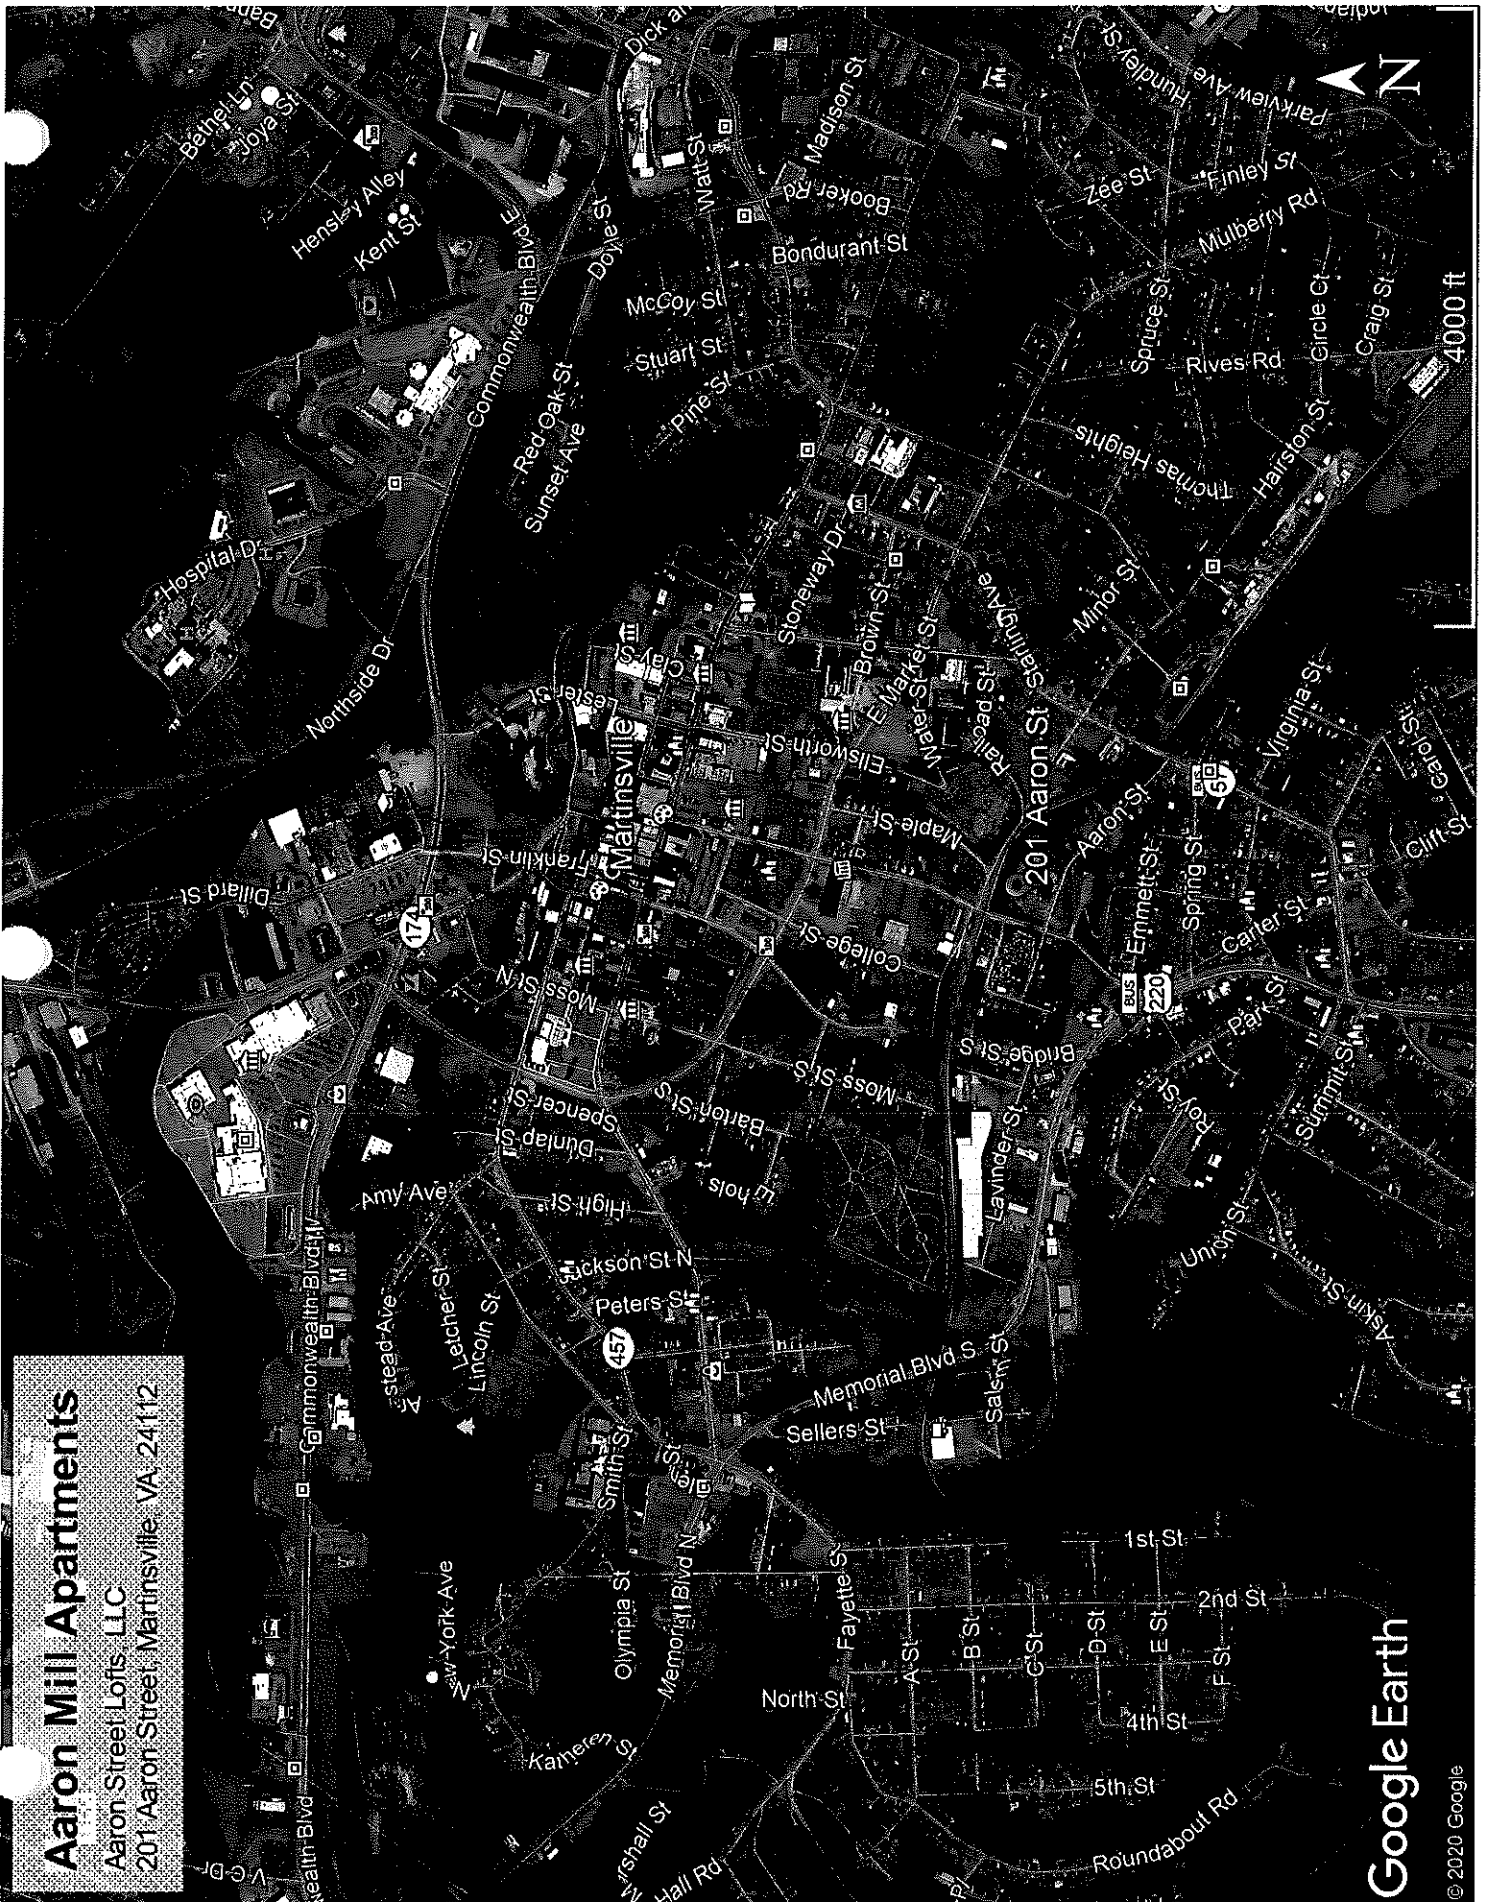 Aaron Mill Apartments
Aaron Street Lofts, LLC
201 Aaron Street, Martinsville, VA, 24112
V-C-Dr
Commonwealth Blvd W
Amy Ave
Letcher St
Lincoln St
New York Ave
Kameren St
Olympia St
Memorial Blvd N
Smith St
457
Peters St
High St
Dunlap St
Spencer St
Barton St S
Moss St N
Moss St S
College St
Franklin St
Dillard St
174
Northside Dr
Hospital Dr
H
Commonwealth Blvd E
Bethel Ln
Joya St
Hensley Alley
Kent St
Doyle St
Red Oak St
Sunset Ave
McCoy St
Stuart St
Pine St
Watt St
Madison St
Booker Rd
Bondurant St
Lester St
Clay St
Martinsville
Ellsworth St
Maple St
Stoneway Dr
Brown St
E Market St
Water St
Railroad St
Starling Ave
201 Aaron St
Aaron St
Emmett St
Spring St
Carter St
BUS
220
BUS
57
Virginia St
Carol St
Clift St
Minor St
Thomas Heights
Hairston St
Spruce St
Rives Rd
Circle Ct
Craig St
Mulberry Rd
Finley St
Zee St
Hundley St
Parkview Ave
Bridge St S
Lavinder St
Park St
Roy St
Summit St
Union St
Askin St
Memorial Blvd S
Sellers St
Salem St
Fayette St
North St
A St
B St
C St
D St
E St
F St
1st St
2nd St
4th St
5th St
Roundabout Rd
Hall Rd
N
4000 ft
Google Earth
© 2020 Google